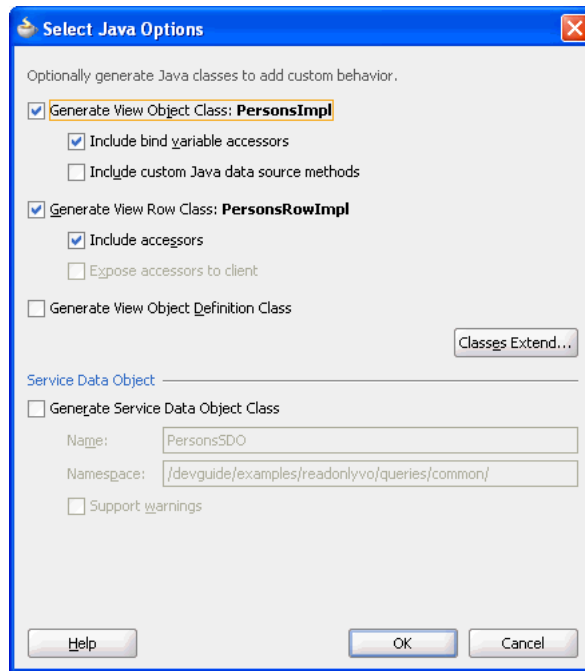 Select Java Options
Optionally generate Java classes to add custom behavior.
Generate View Object Class: PersonsImpl
Include bind variable accessors
Include custom Java data source methods
Generate View Row Class: PersonsRowImpl
Include accessors
Expose accessors to client
Generate View Object Definition Class
Classes Extend...
Service Data Object
Generate Service Data Object Class
Name: PersonsSDO
Namespace: /devguide/examples/readonlyvo/queries/common/
Support warnings
Help OK Cancel